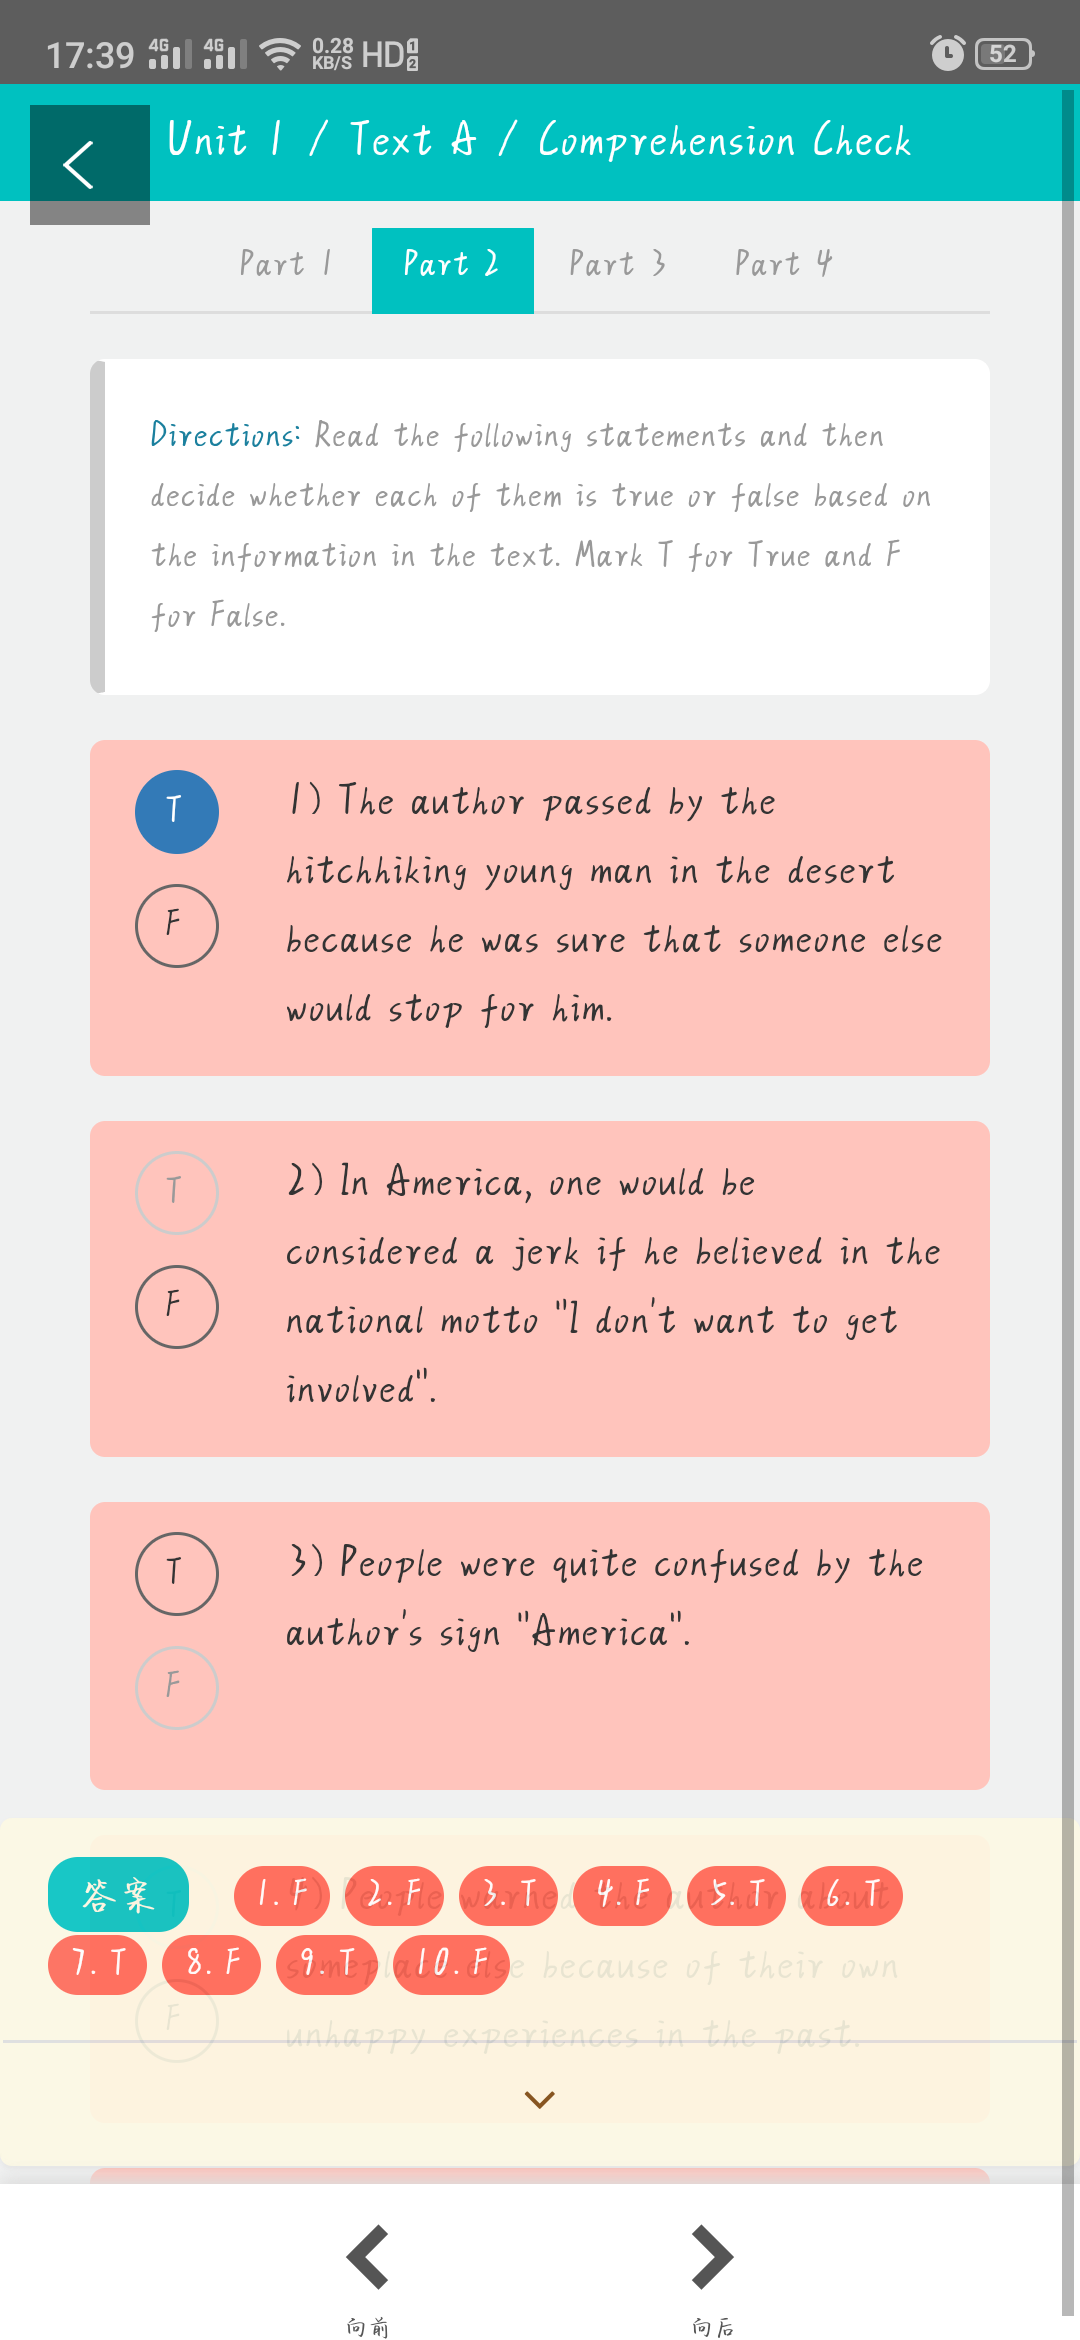 17:39 4G 4G 0.28 KB/S HD 1 2 52
Unit 1 / Text A / Comprehension Check
Part 1 Part 2 Part 3 Part 4
Directions: Read the following statements and then
decide whether each of them is true or false based on
the information in the text. Mark T for True and F
for False.
T
F
1) The author passed by the
hitchhiking young man in the desert
because he was sure that someone else
would stop for him.
T
F
2) In America, one would be
considered a jerk if he believed in the
national motto "I don't want to get
involved".
T
F
3) People were quite confused by the
author's sign "America".
答案 1. F 2. F 3. T 4. F 5. T 6. T
7. T 8. F 9. T 10. F
T
F
4) People warned the author about
someplace else because of their own
unhappy experiences in the past.
向前 向后